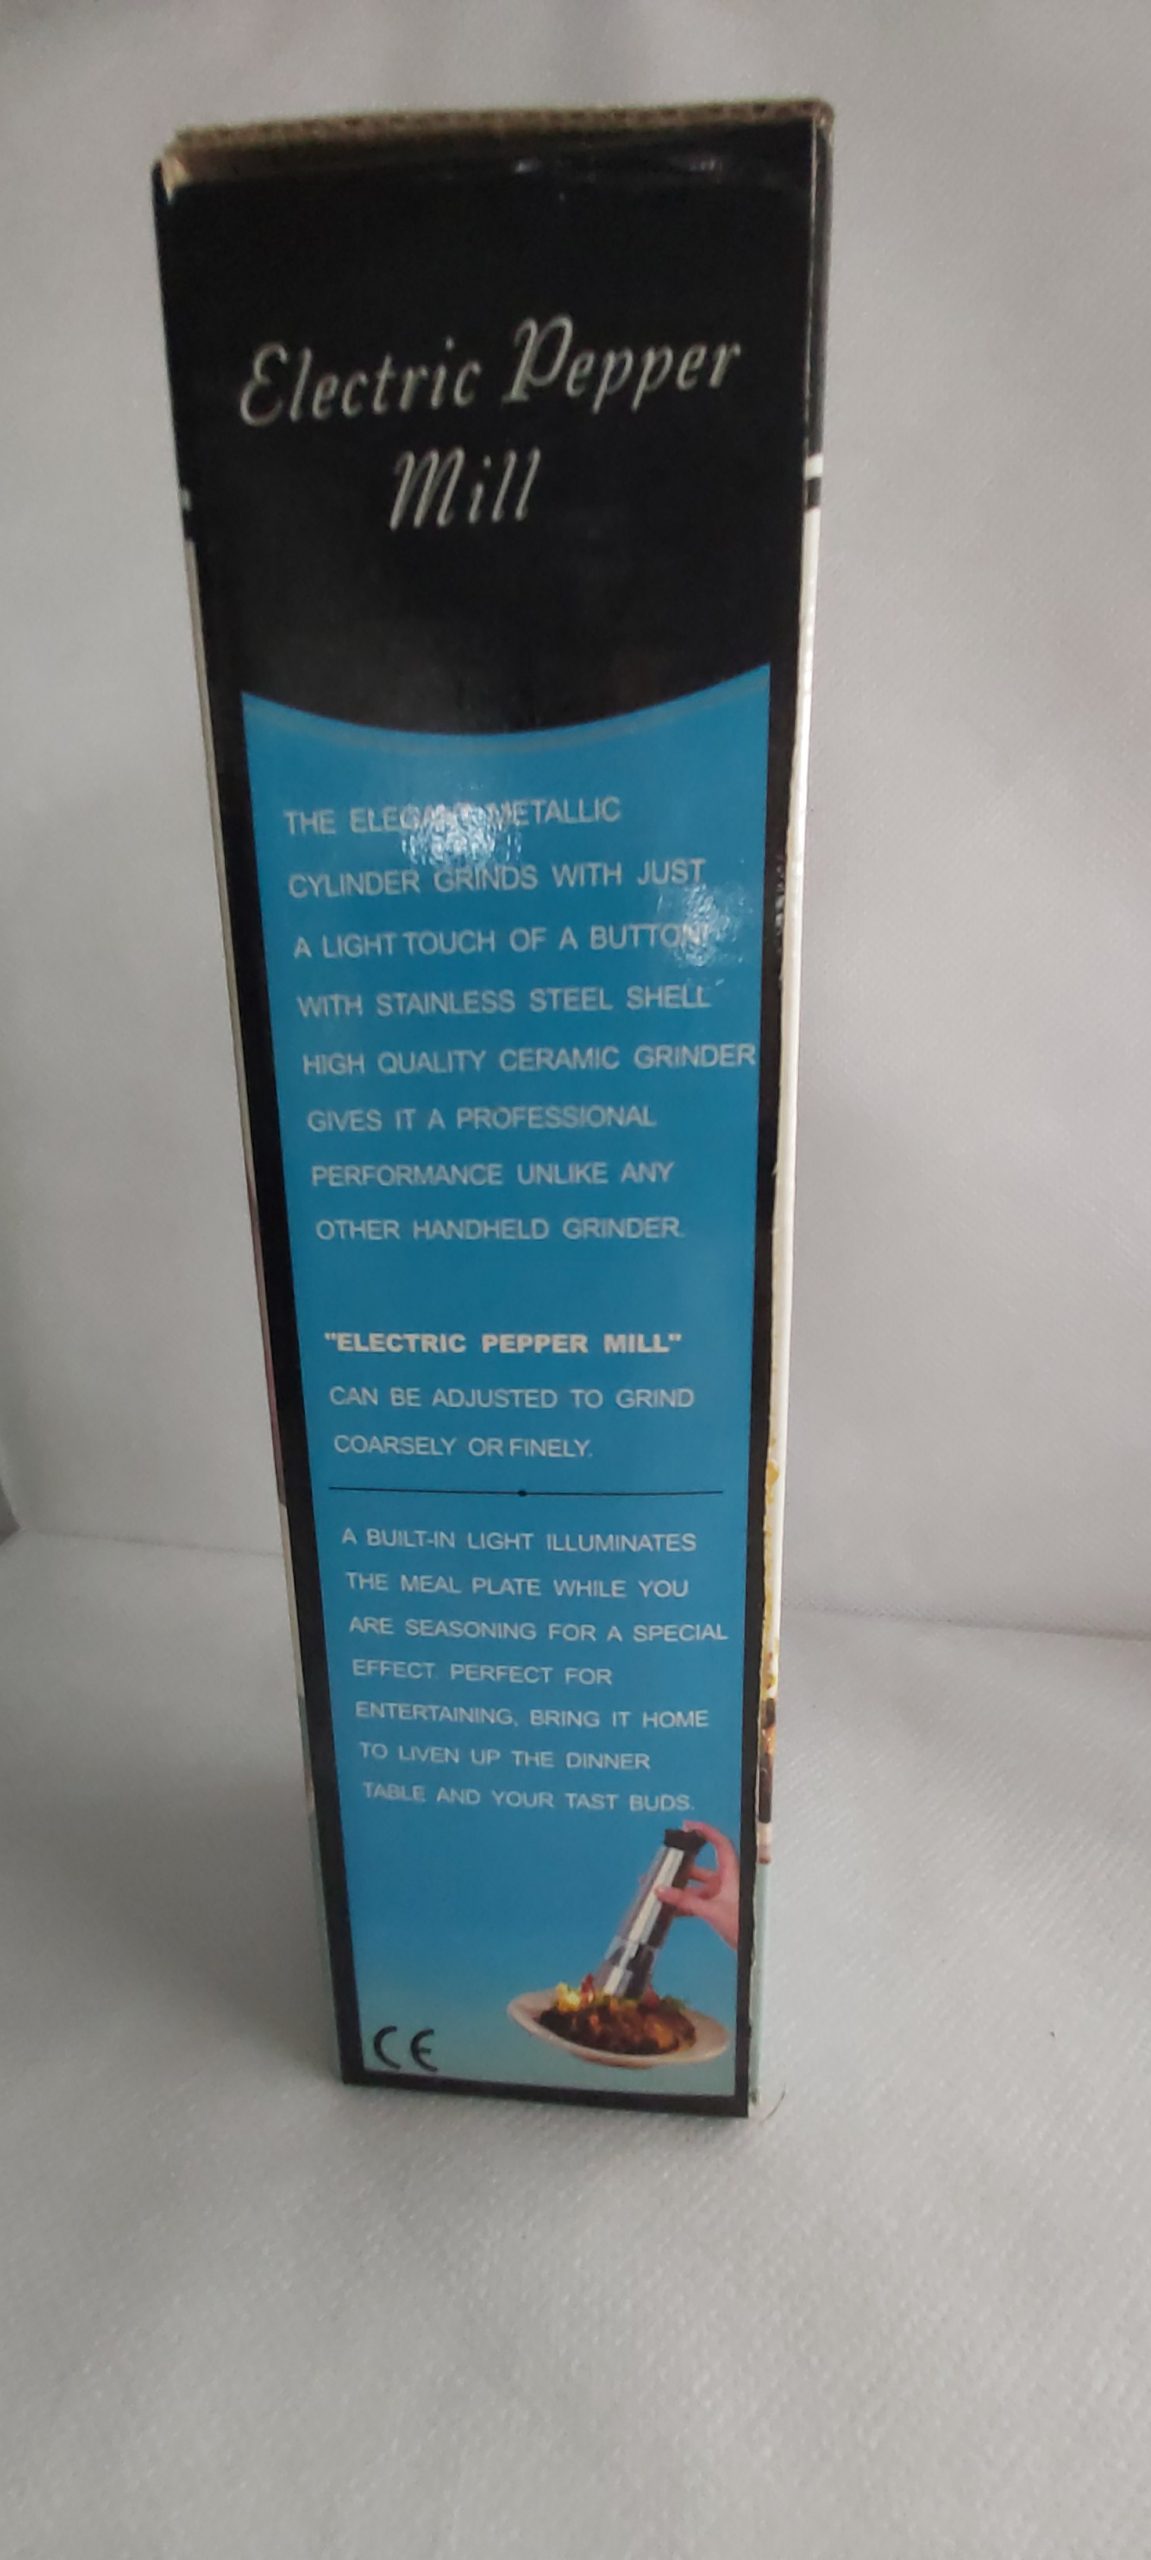 Electric Pepper
Mill
THE ELEGANT METALLIC
CYLINDER GRINDS WITH JUST
A LIGHT TOUCH OF A BUTTON
WITH STAINLESS STEEL SHELL
HIGH QUALITY CERAMIC GRINDER
GIVES IT A PROFESSIONAL
PERFORMANCE UNLIKE ANY
OTHER HANDHELD GRINDER.
"ELECTRIC PEPPER MILL"
CAN BE ADJUSTED TO GRIND
COARSELY OR FINELY.
A BUILT-IN LIGHT ILLUMINATES
THE MEAL PLATE WHILE YOU
ARE SEASONING FOR A SPECIAL
EFFECT. PERFECT FOR
ENTERTAINING, BRING IT HOME
TO LIVEN UP THE DINNER
TABLE AND YOUR TAST BUDS.
CE